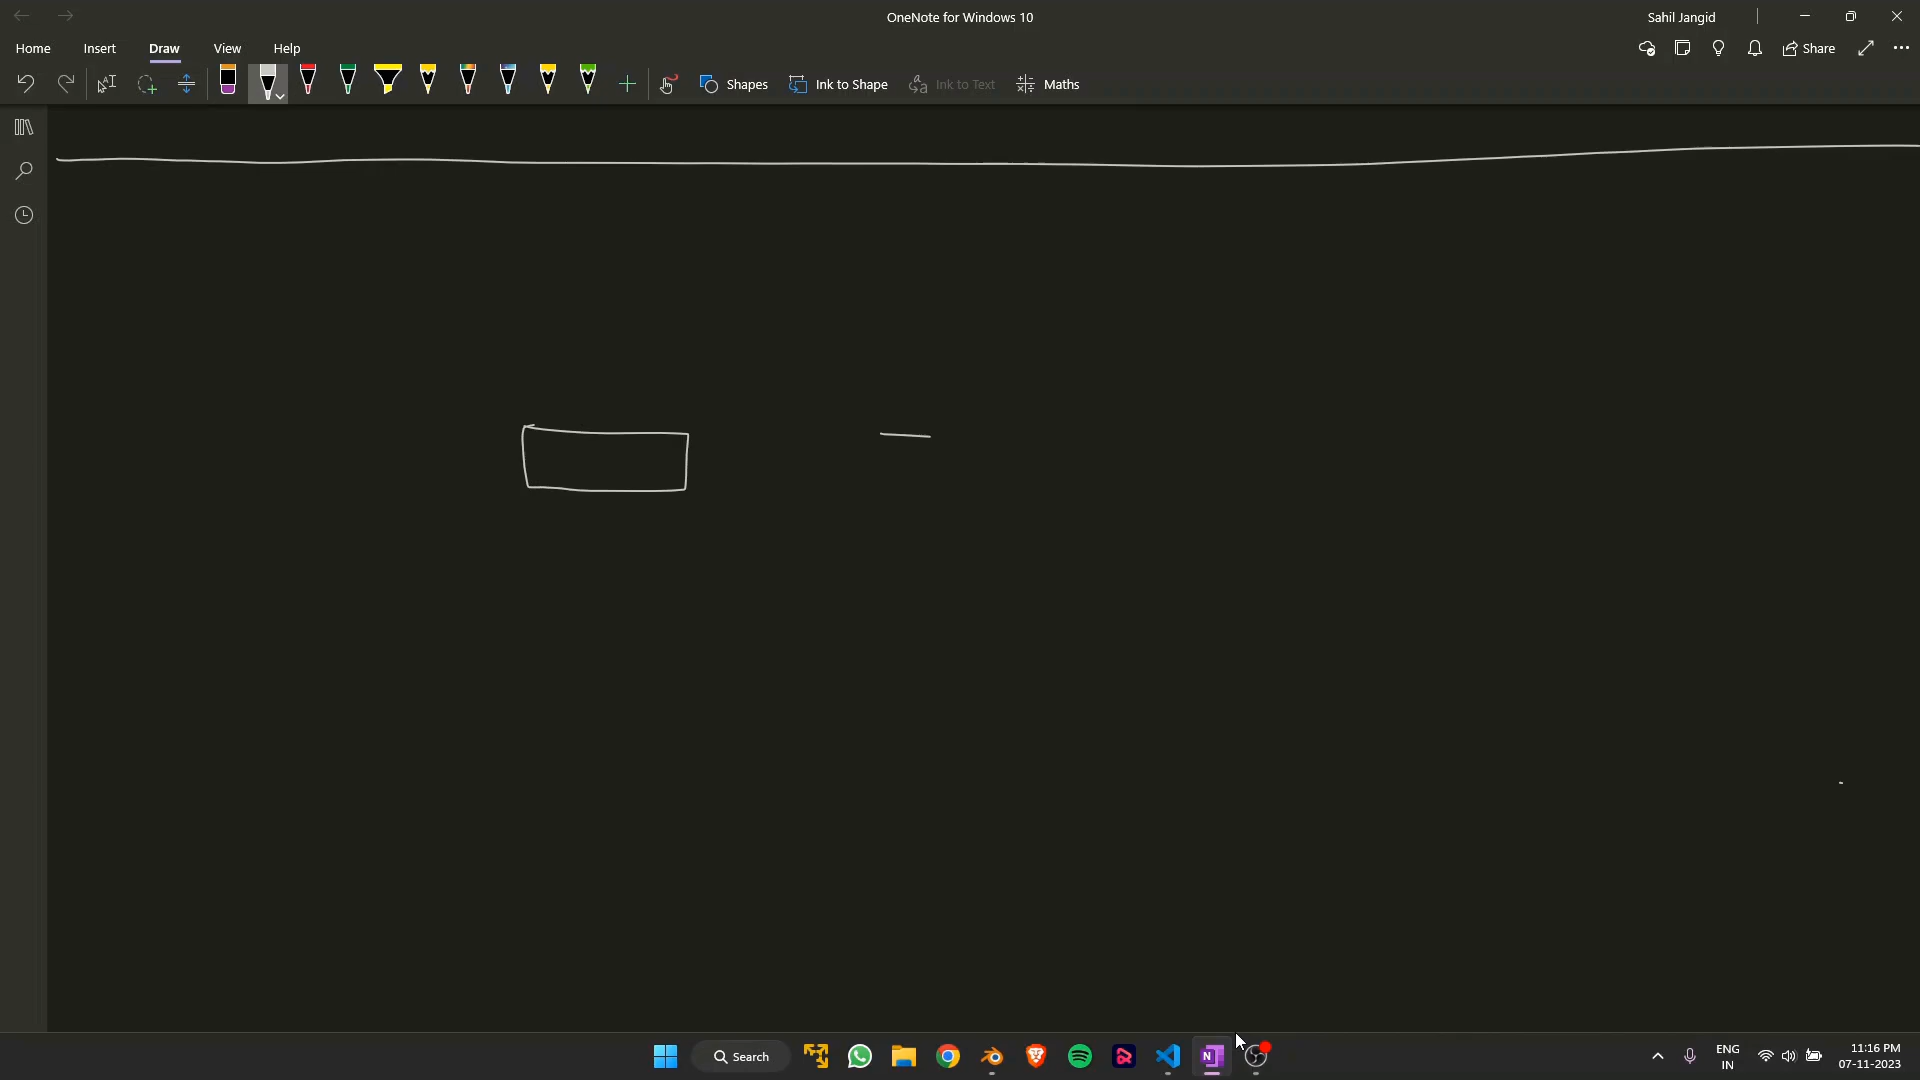 OneNote for Windows 10
Sahil Jangid
Home Insert Draw View Help
Share
Shapes Ink to Shape Ink to Text Maths
Search
ENG
IN
11:16 PM
07-11-2023